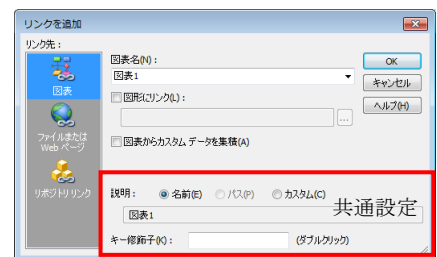 リンクを追加
リンク先：
図表
ファイルまたは
Web ページ
リポジトリ リンク
図表名(N)：
図表1
図形にリンク(L)：
...
図表からカスタム データを集積(A)
OK
キャンセル
ヘルプ(H)
説明： 名前(E) パス(P) カスタム(C)
図表1
共通設定
キー修飾子(K)： (ダブルクリック)